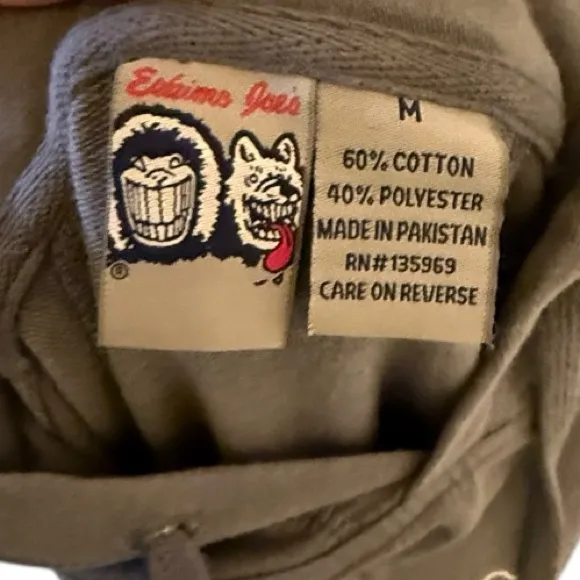 Eskimo Joe's
®
M
60% COTTON
40% POLYESTER
MADE IN PAKISTAN
RN# 135969
CARE ON REVERSE